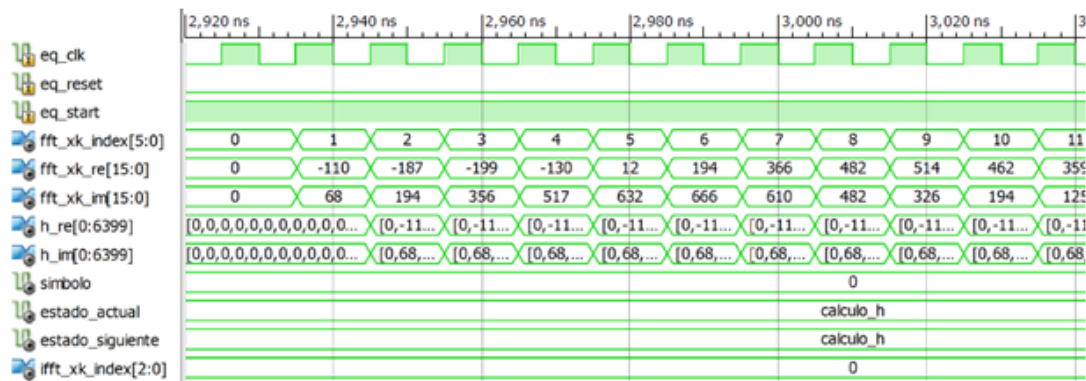 2,920 ns 2,940 ns 2,960 ns 2,980 ns 3,000 ns 3,020 ns 3
eq_clk
eq_reset
eq_start
fft_xk_index[5:0] 0 1 2 3 4 5 6 7 8 9 10 11
fft_xk_re[15:0] 0 -110 -187 -199 -130 12 194 366 482 514 462 359
fft_xk_im[15:0] 0 68 194 356 517 632 666 610 482 326 194 125
h_re[0:6399] [0,0,0,0,0,0,0,0,0,0,0... [0,-11... [0,-11... [0,-11... [0,-11... [0,-11... [0,-11... [0,-11... [0,-11... [0,-11... [0,-11
h_im[0:6399] [0,0,0,0,0,0,0,0,0,0,0... [0,68,... [0,68,... [0,68,... [0,68,... [0,68,... [0,68,... [0,68,... [0,68,... [0,68,... [0,68
simbolo 0
estado_actual calculo_h
estado_siguiente calculo_h
ifft_xk_index[2:0] 0